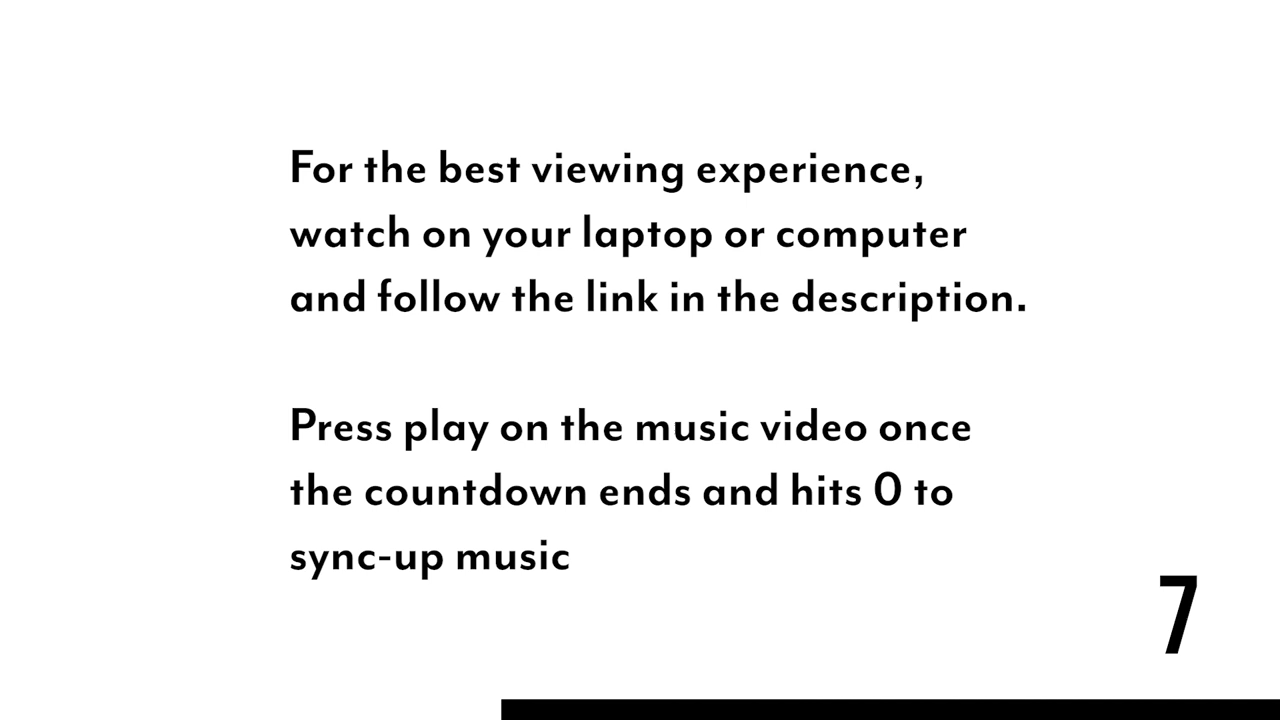 For the best viewing experience,
watch on your laptop or computer
and follow the link in the description.
Press play on the music video once
the countdown ends and hits 0 to
sync-up music
7